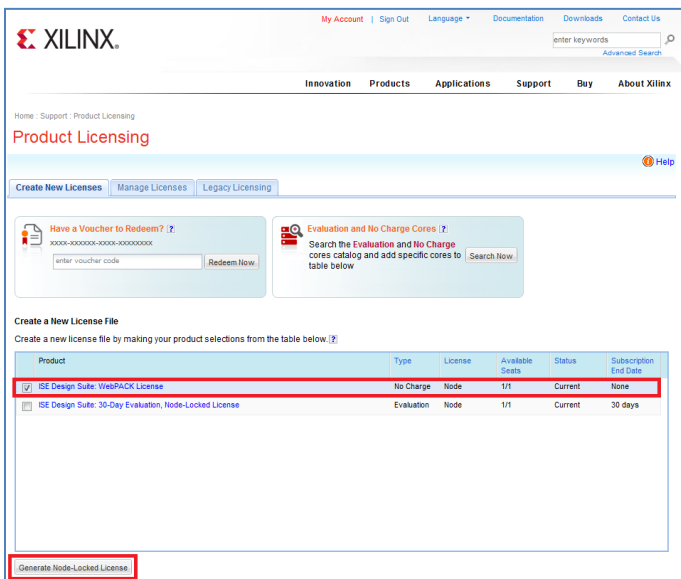 My Account | Sign Out Language Documentation Downloads Contact Us
XILINX.
enter keywords
Advanced Search
Innovation Products Applications Support Buy About Xilinx
Home : Support : Product Licensing
Product Licensing
Help
Create New Licenses Manage Licenses Legacy Licensing
Have a Voucher to Redeem? [?]
xxxx-xxxxxx-xxxx-xxxxxxxx
enter voucher code Redeem Now
Evaluation and No Charge Cores [?]
Search the Evaluation and No Charge
cores catalog and add specific cores to
table below
Search Now
Create a New License File
Create a new license file by making your product selections from the table below. [?]
Product Type License Available Seats Status Subscription End Date
ISE Design Suite: WebPACK License No Charge Node 1/1 Current None
ISE Design Suite: 30-Day Evaluation, Node-Locked License Evaluation Node 1/1 Current 30 days
Generate Node-Locked License